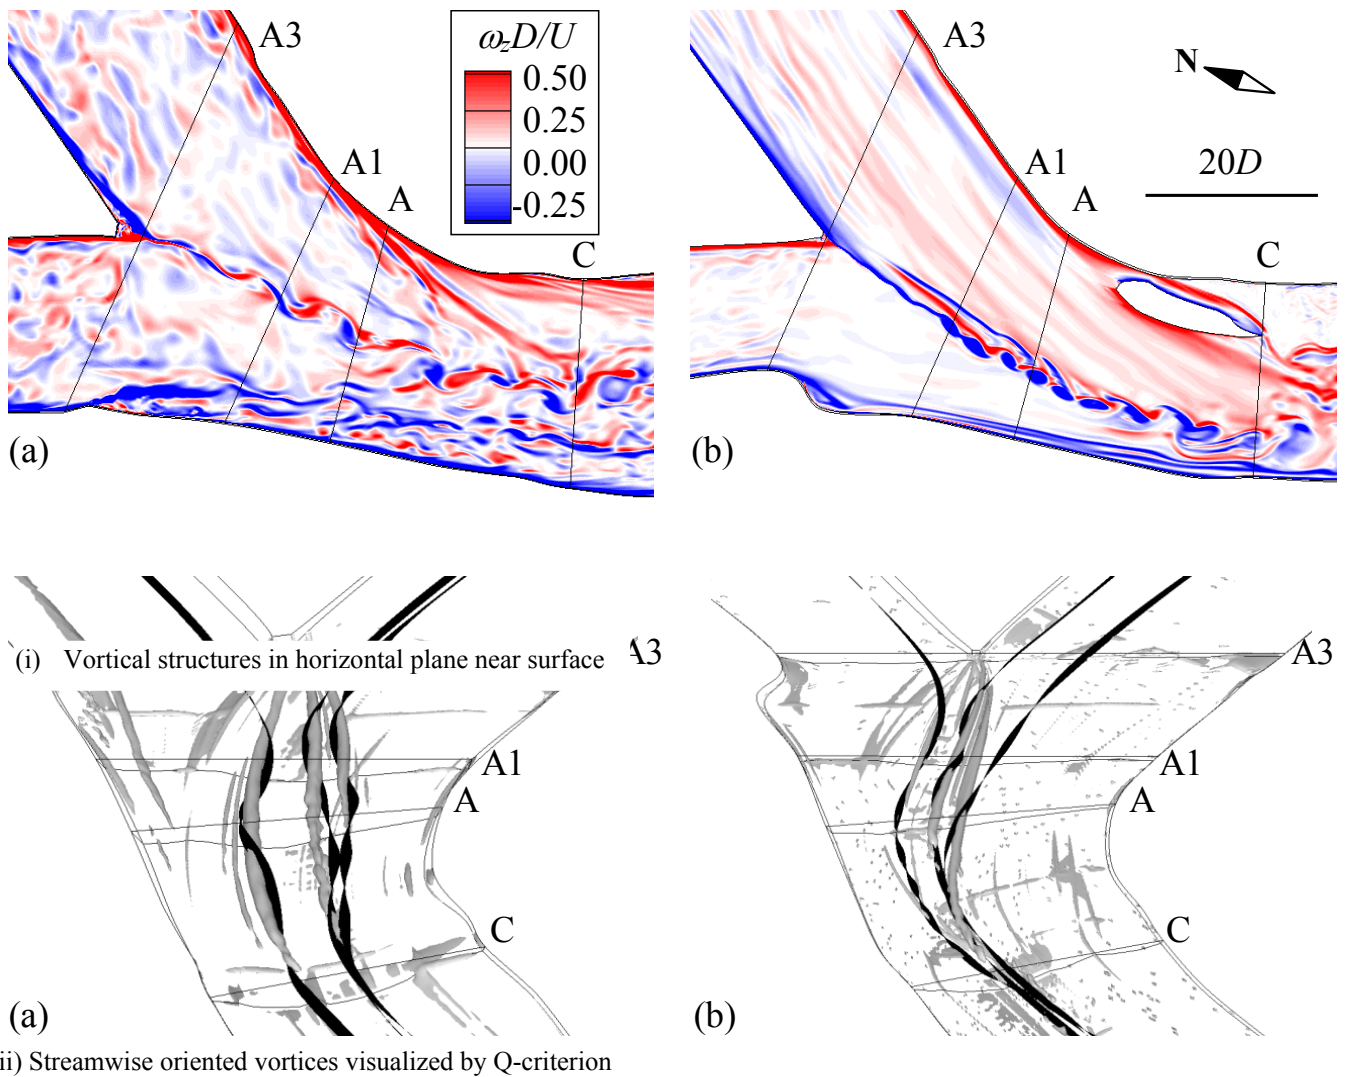 A3
A1
A
C
ω_zD/U
0.50
0.25
0.00
-0.25
(a)
A3
A1
A
C
N
20D
(b)
(i) Vortical structures in horizontal plane near surface
A3
A1
A
C
(a)
A3
A1
A
C
(b)
ii) Streamwise oriented vortices visualized by Q-criterion